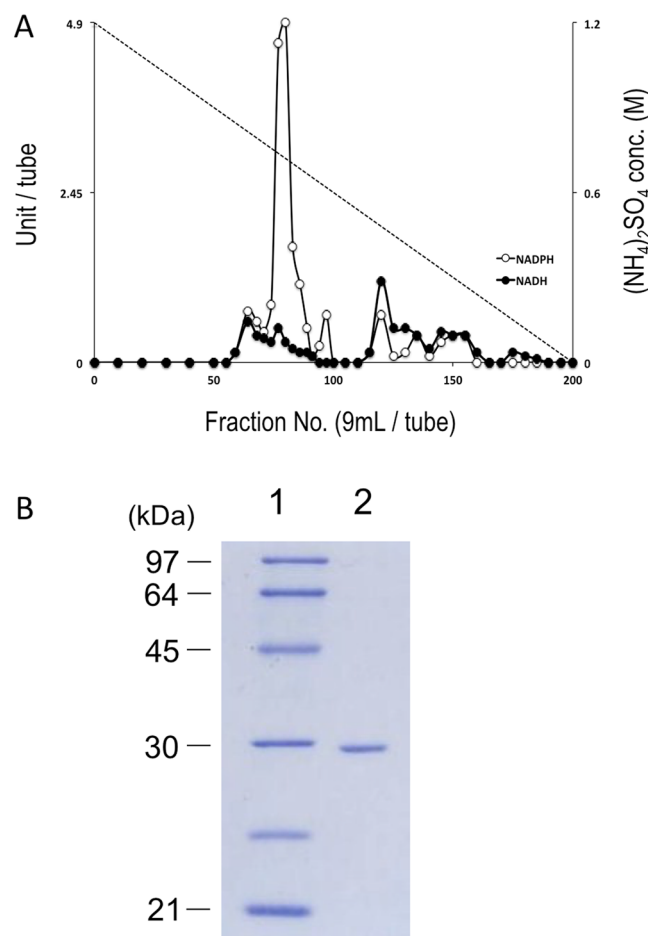 A
4.9
2.45
0
Unit / tube
1.2
0.6
0
(NH4)2SO4 conc. (M)
NADPH
NADH
0
50
100
150
200
Fraction No. (9mL / tube)
B
(kDa)
1
2
97
64
45
30
21